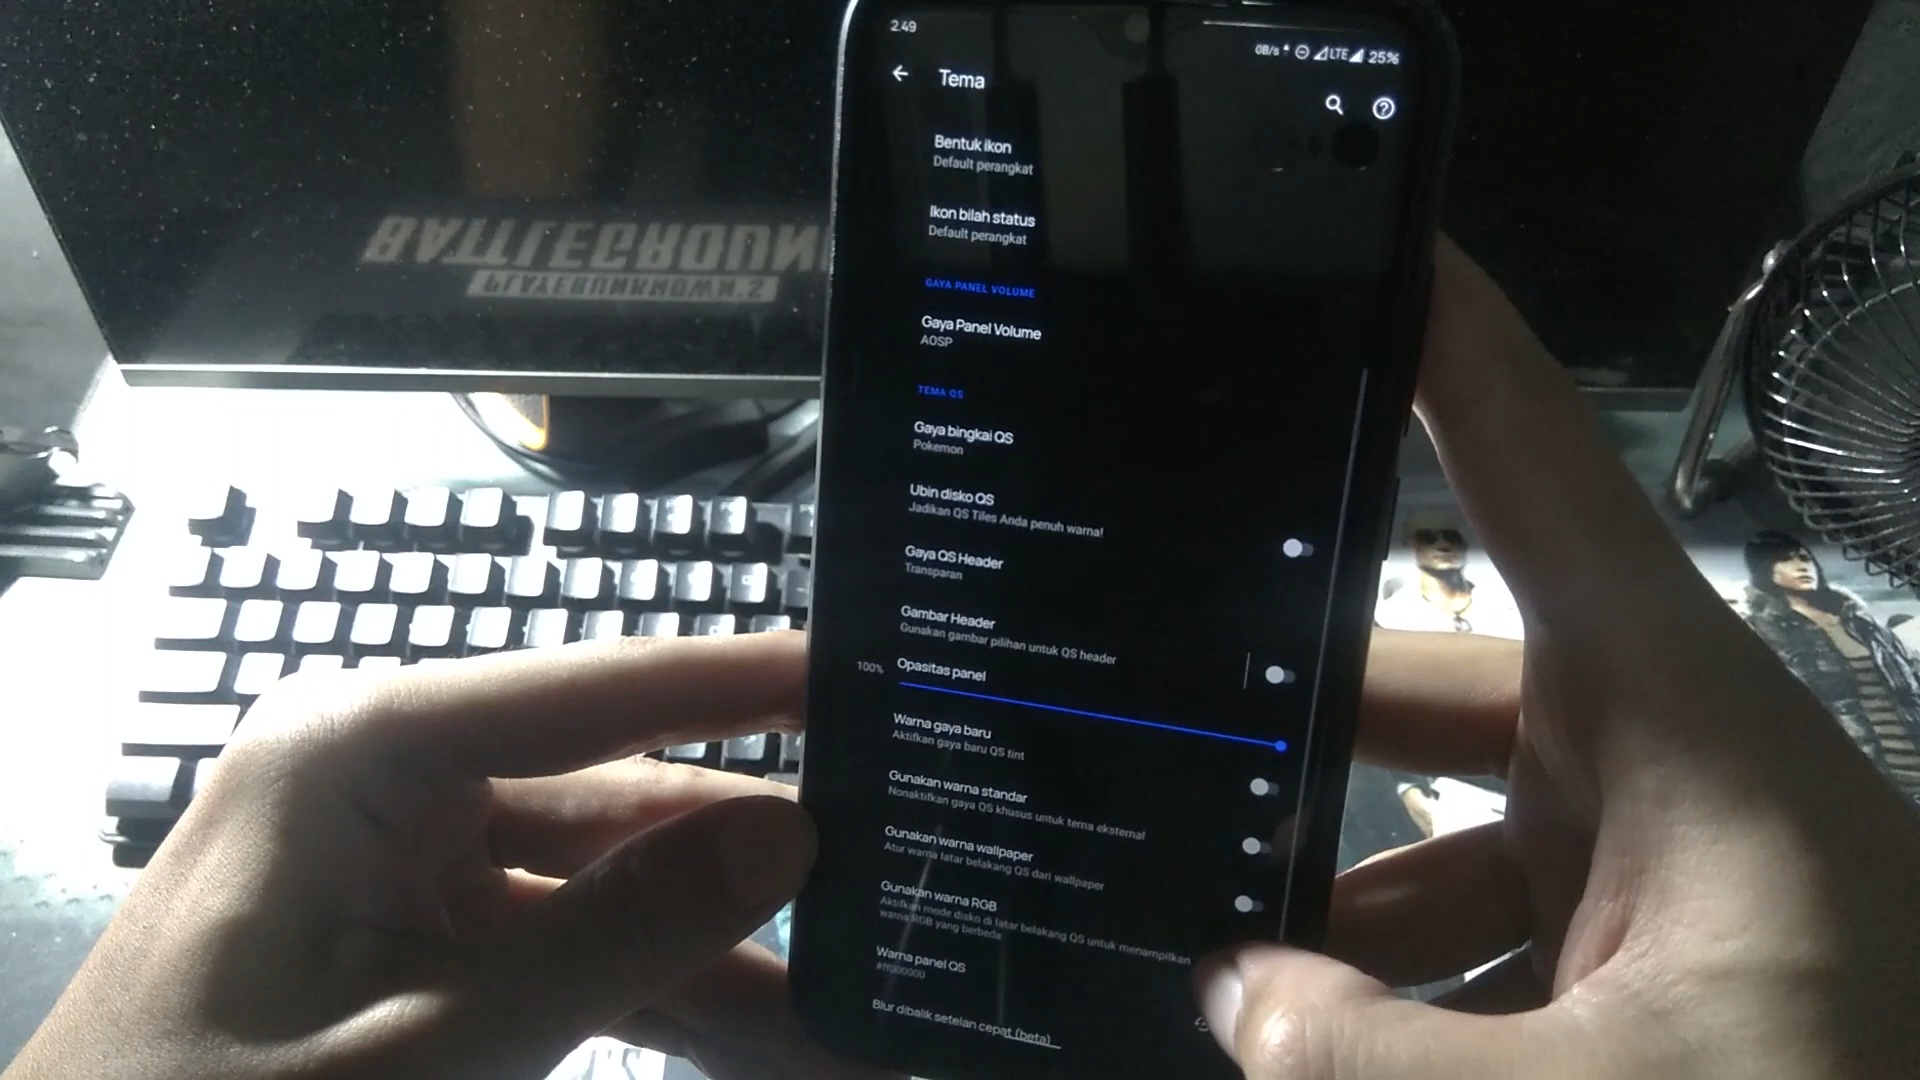 2.49
0B/s LTE 25%
Tema
Bentuk ikon
Default perangkat
Ikon bilah status
Default perangkat
GAYA PANEL VOLUME
Gaya Panel Volume
AOSP
TEMA QS
Gaya bingkai QS
Pokemon
Ubin disko QS
Jadikan QS Tiles Anda penuh warna!
Gaya QS Header
Transparan
Gambar Header
Gunakan gambar pilihan untuk QS header
100%
Opasitas panel
Warna gaya baru
Aktifkan gaya baru QS tint
Gunakan warna standar
Nonaktifkan gaya QS khusus untuk tema eksternal
Gunakan warna wallpaper
Atur warna latar belakang QS dari wallpaper
Gunakan warna RGB
Aktifkan mode disko di latar belakang QS untuk menampilkan
warna RGB yang berbeda
Warna panel QS
#ff000000
Blur dibalik setelan cepat (beta)